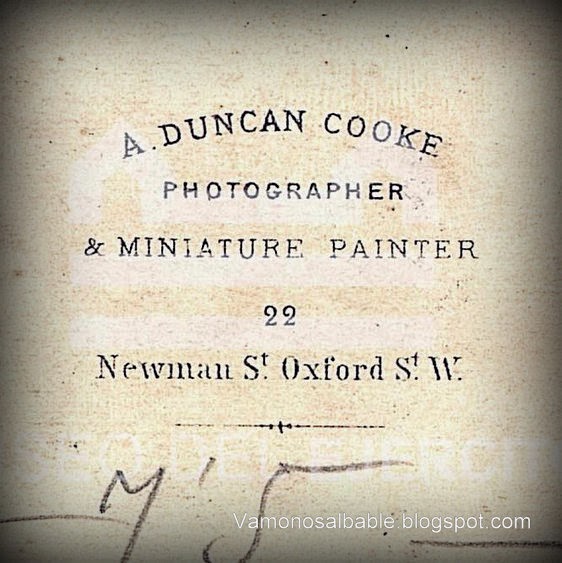 A. DUNCAN COOKE
PHOTOGRAPHER
& MINIATURE PAINTER
22
Newman St Oxford St W.
Vamonosalbable.blogspot.com